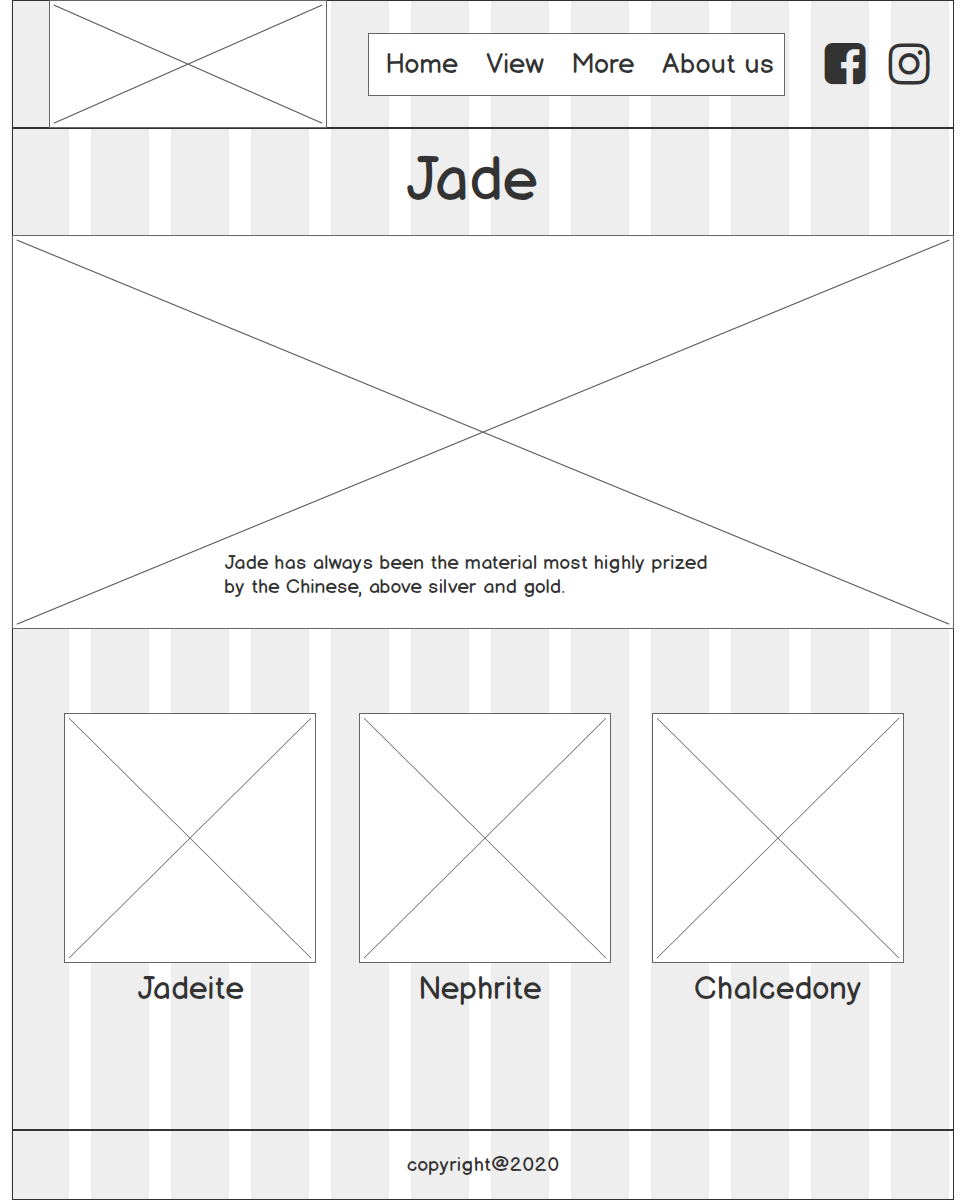 Home View More About us
Jade
Jade has always been the material most highly prized
by the Chinese, above silver and gold.
Jadeite Nephrite Chalcedony
copyright@2020